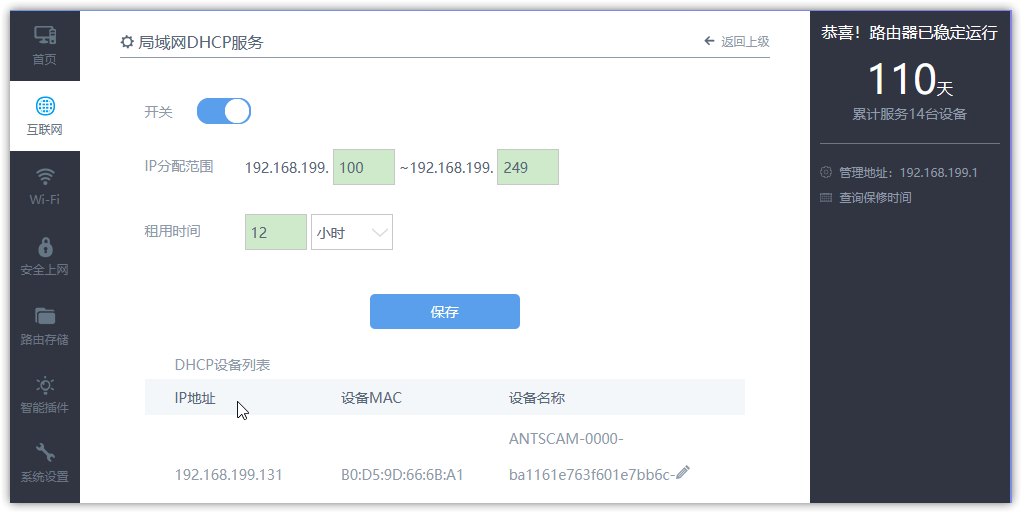 首页
互联网
Wi-Fi
安全上网
路由存储
智能插件
系统设置
局域网DHCP服务
返回上级
开关
IP分配范围 192.168.199. 100 ~192.168.199. 249
租用时间 12 小时
保存
DHCP设备列表
IP地址 设备MAC 设备名称
ANTSCAM-0000-
192.168.199.131 B0:D5:9D:66:6B:A1 ba1161e763f601e7bb6c-
恭喜！路由器已稳定运行
110天
累计服务14台设备
管理地址：192.168.199.1
查询保修时间